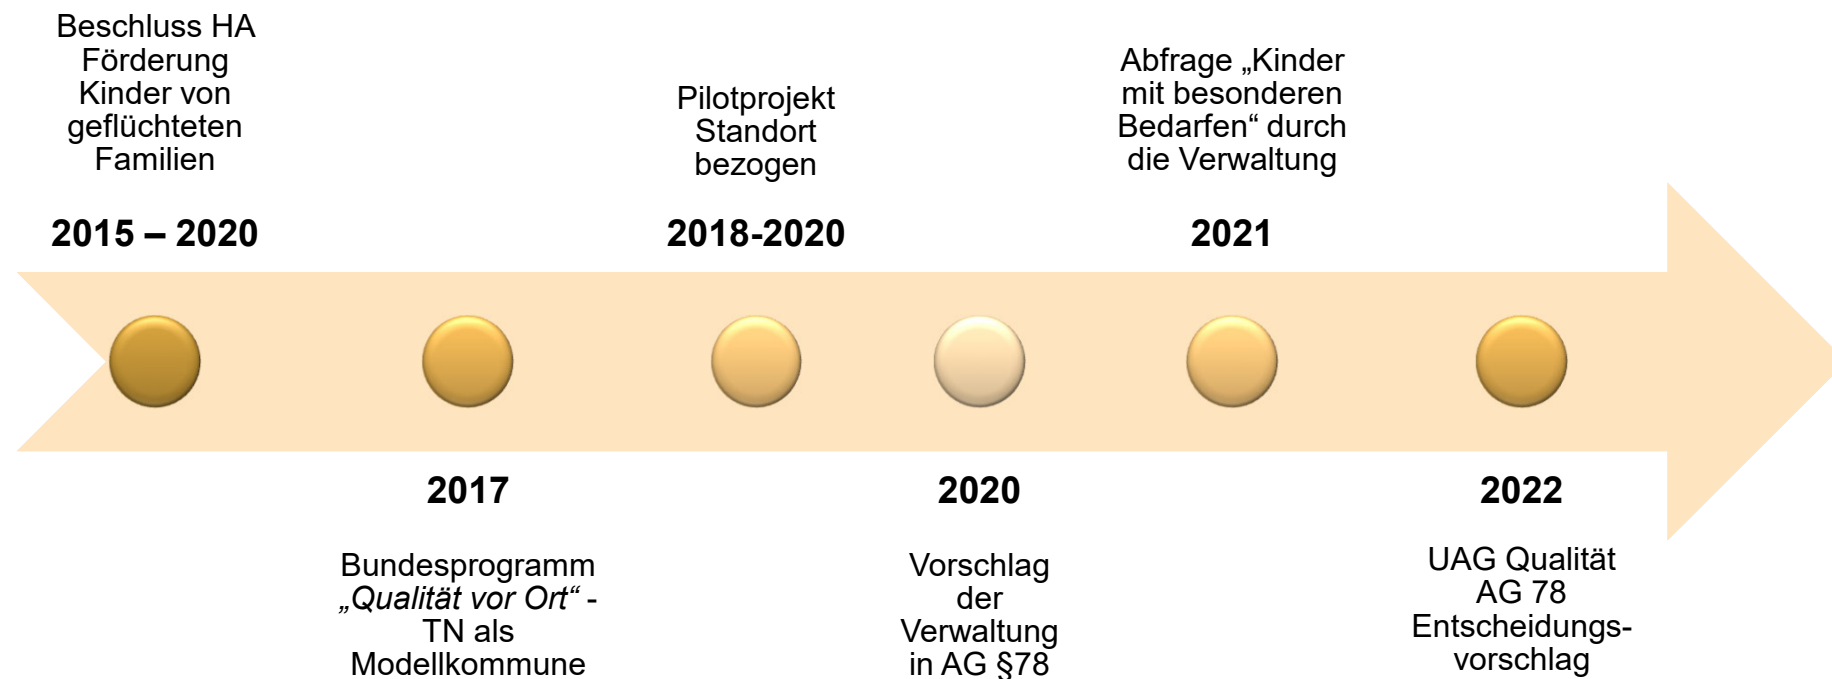 Beschluss HA
Förderung
Kinder von
geflüchteten
Familien
2015 – 2020
2017
Bundesprogramm
„Qualität vor Ort“ -
TN als
Modellkommune
Pilotprojekt
Standort
bezogen
2018-2020
2020
Vorschlag
der
Verwaltung
in AG §78
Abfrage „Kinder
mit besonderen
Bedarfen“ durch
die Verwaltung
2021
2022
UAG Qualität
AG 78
Entscheidungs-
vorschlag